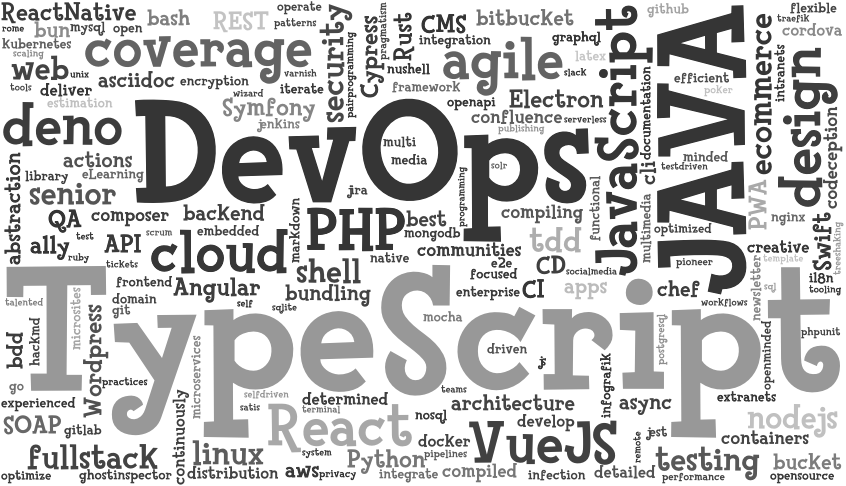 ReactNative
rome
bun
mysql
open
bash
REST
operate
patterns
Kubernetes
scaling
web
unix
tools
deliver
estimation
coverage
asciidoc
encryption
varnish
wizard
iterate
Symfony
jenkins
security
pairprogramming
Cypress
pragmatism
Rust
nushell
CMS
integration
bitbucket
graphql
agile
slack
framework
openapi
Electron
confluence
serverless
publishing
latex
github
JavaScript
documentation
cli
multimedia
functional
efficient
poker
minded
testdriven
JAVA
ecommerce
intranets
traefik
flexible
cordova
design
codeception
PWA
nginx
Swift
treeshaking
deno
actions
eLearning
library
abstraction
senior
QA
composer
backend
embedded
ally
test
ruby
API
scrum
tickets
cloud
DevOps
multi
media
solr
jira
programming
markdown
PHP
best
mongodb
native
communities
compiling
tdd
e2e
focused
CD
socialmedia
enterprise
CI
apps
optimized
pioneer
chef
workflows
creative
template
newsletter
sql
i18n
tooling
shell
bundling
frontend
Angular
domain
git
self
sqlite
talented
microsites
TypeScript
mocha
driven
js
postgresql
openminded
phpunit
bdd
hackmd
Wordpress
go
practices
microservices
experienced
SOAP
gitlab
continuously
selfdriven
satis
determined
terminal
React
teams
nosql
architecture
develop
infografik
async
extranets
nodejs
containers
fullstack
linux
optimize
ghostinspector
distribution
aws
system
privacy
Python
docker
pipelines
integrate
compiled
VueJS
infection
detailed
remote
jest
testing
performance
bucket
opensource